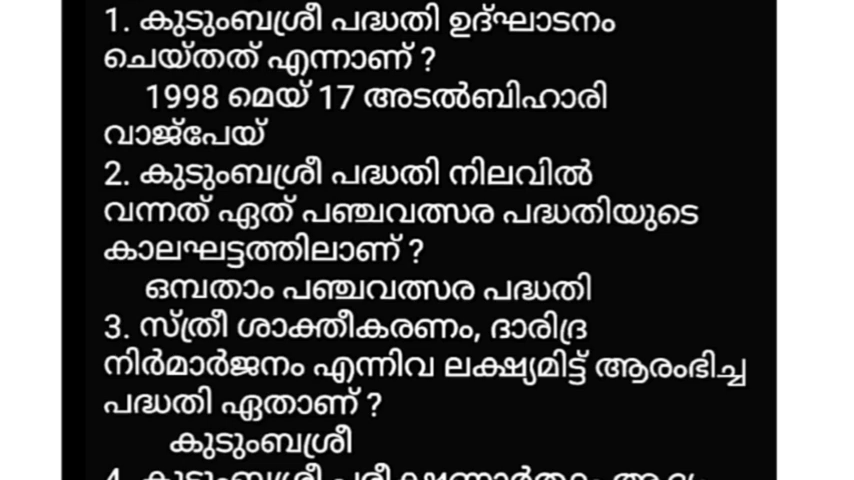 1. കുടുംബശ്രീ പദ്ധതി ഉദ്ഘാടനം
ചെയ്തത് എന്നാണ് ?
1998 മെയ് 17 അടൽബിഹാരി
വാജ്പേയ്
2. കുടുംബശ്രീ പദ്ധതി നിലവിൽ
വന്നത് ഏത് പഞ്ചവത്സര പദ്ധതിയുടെ
കാലഘട്ടത്തിലാണ് ?
ഒമ്പതാം പഞ്ചവത്സര പദ്ധതി
3. സ്ത്രീ ശാക്തീകരണം, ദാരിദ്ര
നിർമാർജനം എന്നിവ ലക്ഷ്യമിട്ട് ആരംഭിച്ച
പദ്ധതി ഏതാണ് ?
കുടുംബശ്രീ
4. കുടുംബശ്രീ